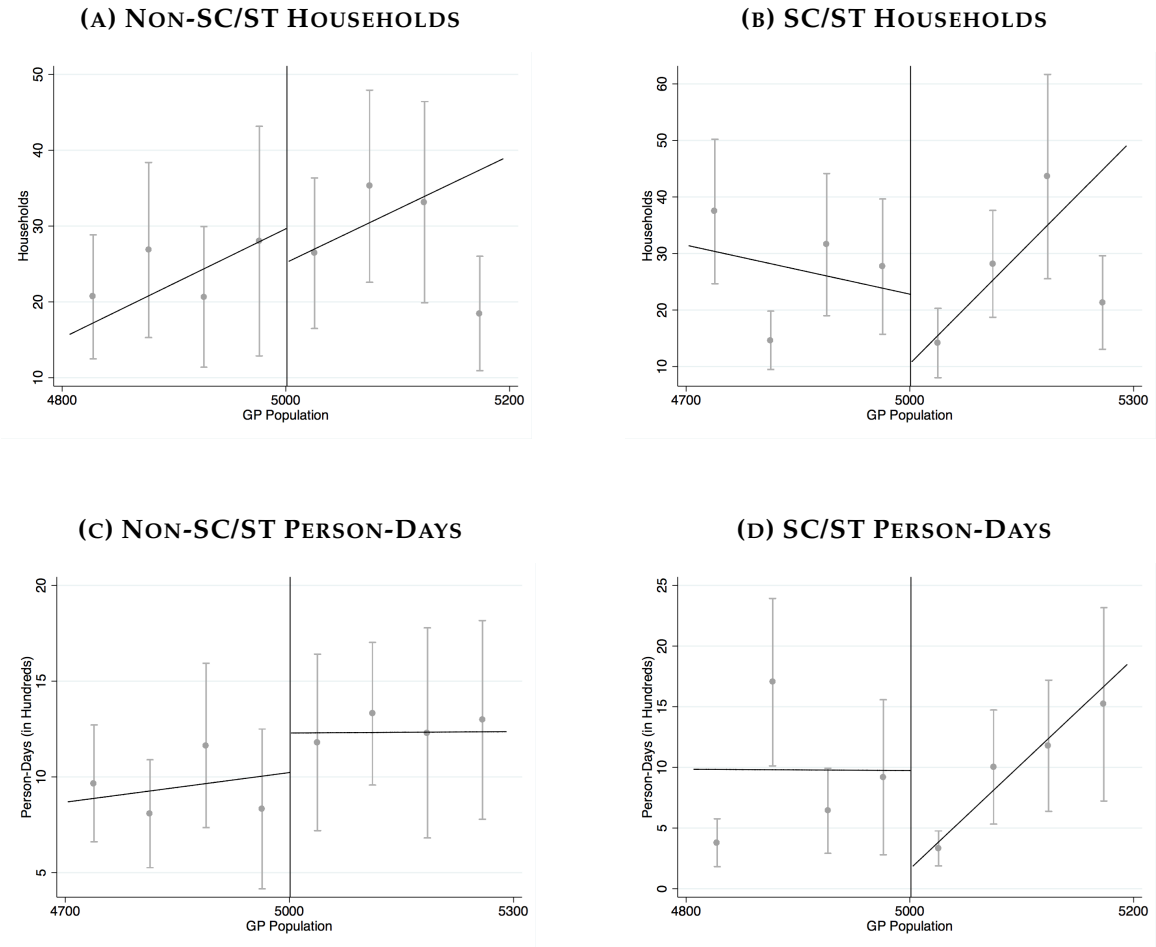 (A) NON-SC/ST HOUSEHOLDS
50
40
30
20
10
Households
4800 5000 5200
GP Population
(B) SC/ST HOUSEHOLDS
60
50
40
30
20
10
Households
4700 5000 5300
GP Population
(C) NON-SC/ST PERSON-DAYS
20
15
10
5
Person-Days (in Hundreds)
4700 5000 5300
GP Population
(D) SC/ST PERSON-DAYS
25
20
15
10
5
0
Person-Days (in Hundreds)
4800 5000 5200
GP Population